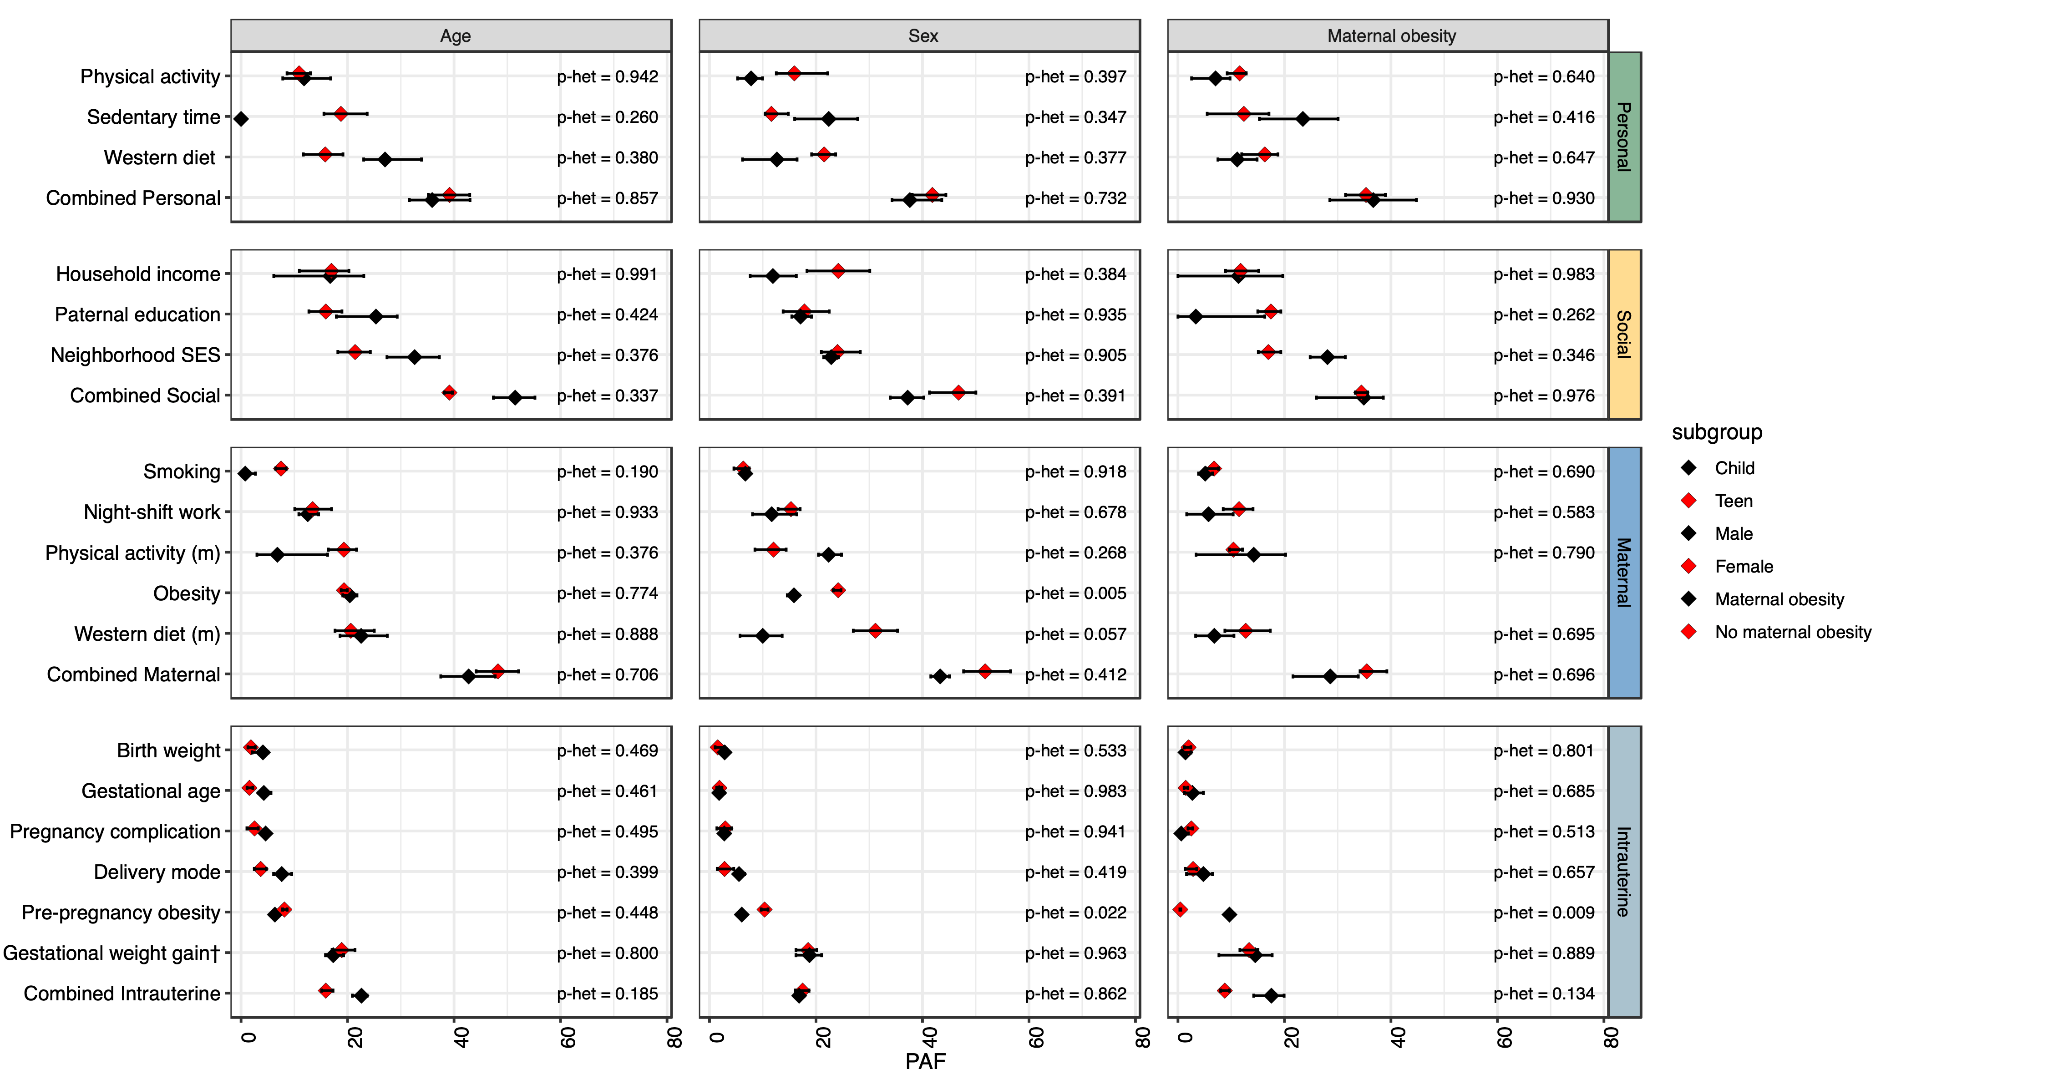 Age Sex Maternal obesity
Physical activity p-het = 0.942 p-het = 0.397 p-het = 0.640
Sedentary time p-het = 0.260 p-het = 0.347 p-het = 0.416
Western diet p-het = 0.380 p-het = 0.377 p-het = 0.647
Combined Personal p-het = 0.857 p-het = 0.732 p-het = 0.930
Personal
Household income p-het = 0.991 p-het = 0.384 p-het = 0.983
Paternal education p-het = 0.424 p-het = 0.935 p-het = 0.262
Neighborhood SES p-het = 0.376 p-het = 0.905 p-het = 0.346
Combined Social p-het = 0.337 p-het = 0.391 p-het = 0.976
Social
Smoking p-het = 0.190 p-het = 0.918 p-het = 0.690
Night-shift work p-het = 0.933 p-het = 0.678 p-het = 0.583
Physical activity (m) p-het = 0.376 p-het = 0.268 p-het = 0.790
Obesity p-het = 0.774 p-het = 0.005
Western diet (m) p-het = 0.888 p-het = 0.057 p-het = 0.695
Combined Maternal p-het = 0.706 p-het = 0.412 p-het = 0.696
Maternal
Birth weight p-het = 0.469 p-het = 0.533 p-het = 0.801
Gestational age p-het = 0.461 p-het = 0.983 p-het = 0.685
Pregnancy complication p-het = 0.495 p-het = 0.941 p-het = 0.513
Delivery mode p-het = 0.399 p-het = 0.419 p-het = 0.657
Pre-pregnancy obesity p-het = 0.448 p-het = 0.022 p-het = 0.009
Gestational weight gain† p-het = 0.800 p-het = 0.963 p-het = 0.889
Combined Intrauterine p-het = 0.185 p-het = 0.862 p-het = 0.134
Intrauterine
0 20 40 60 80 0 20 40 60 80 0 20 40 60 80
PAF
subgroup
Child
Teen
Male
Female
Maternal obesity
No maternal obesity